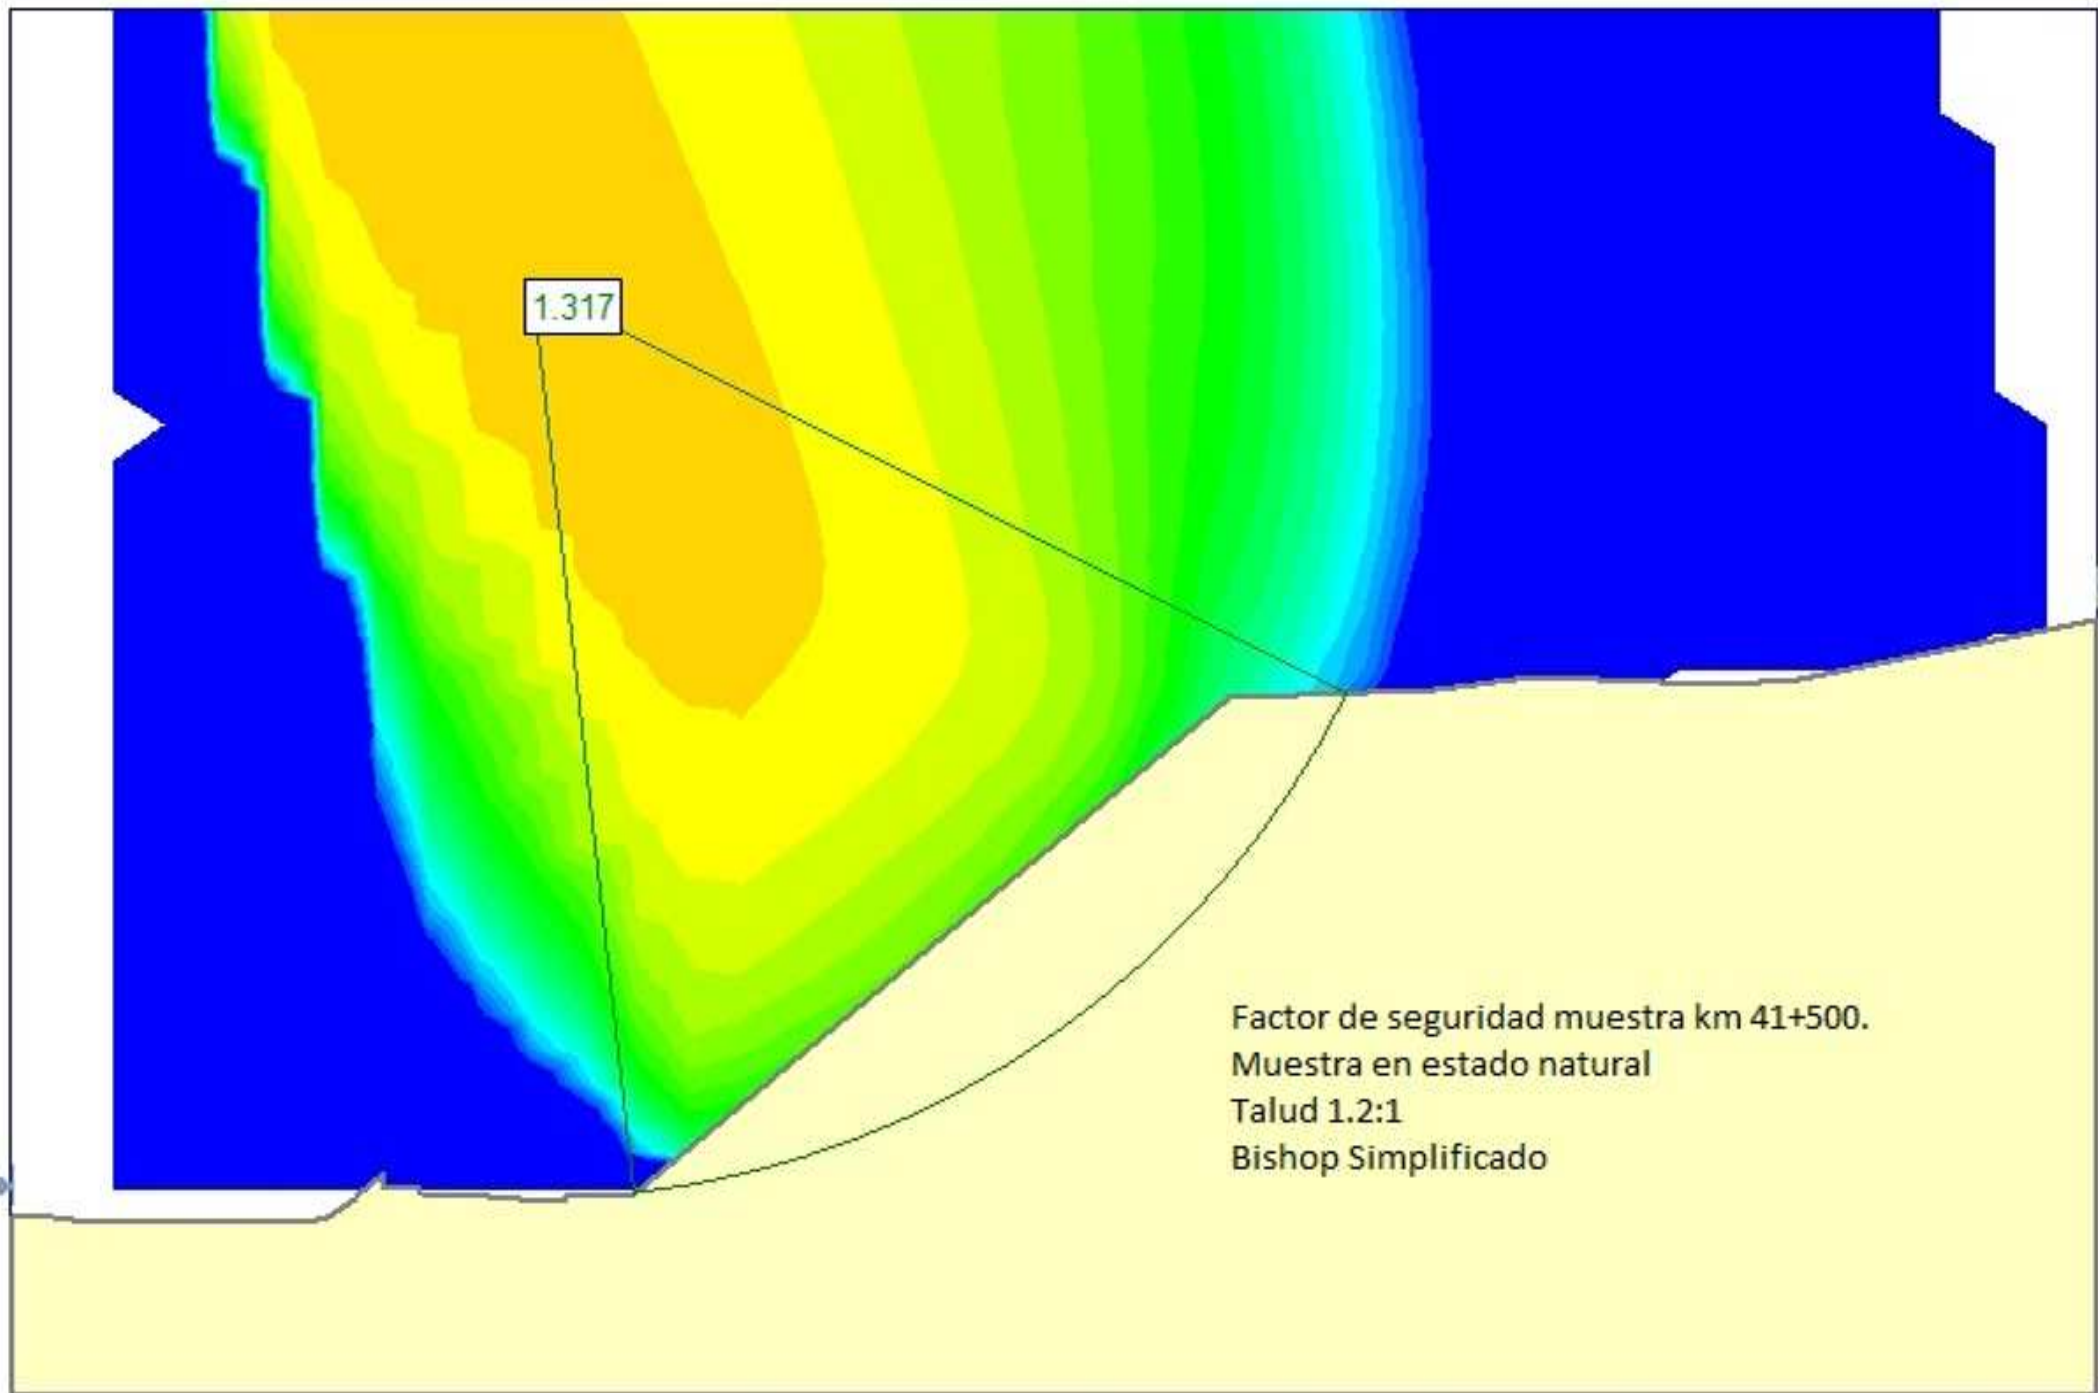 1.317
Factor de seguridad muestra km 41+500.
Muestra en estado natural
Talud 1.2:1
Bishop Simplificado